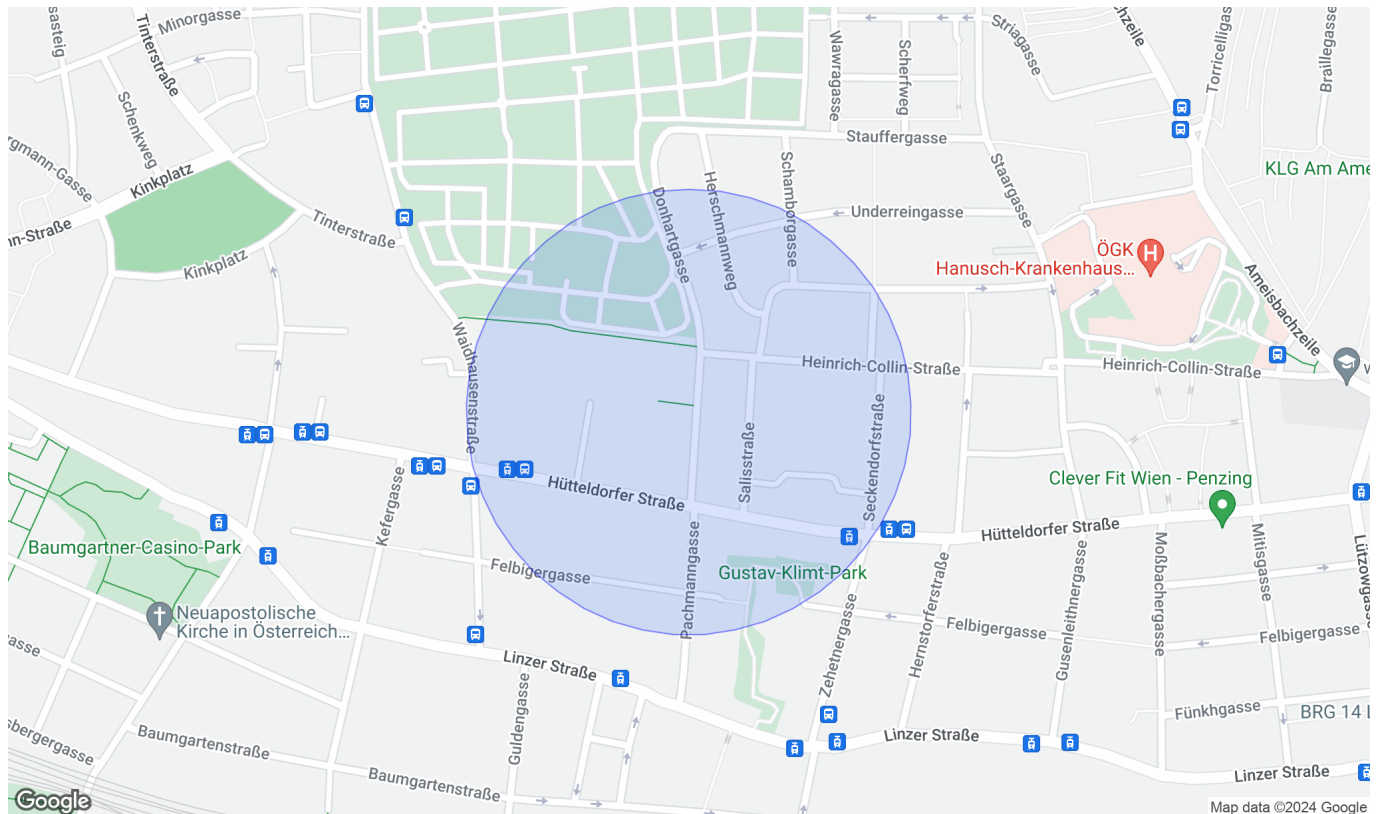 Minorgasse
Tinterstraße
Schenkweg
Kinkplatz
Tinterstraße
Kinkplatz
Striagasse
Wawragasse
Scherfweg
Torricelligas
Braillegasse
Stauffergasse
Staargasse
KLG Am Ame
Herschmannweg
Schamborgasse
Donhartgasse
Underreingasse
ÖGK
Hanusch-Krankenhaus...
Ameisbachzeile
Waidhausenstraße
Heinrich-Collin-Straße
Heinrich-Collin-Straße
Salisstraße
Seckendorfstraße
Kefergasse
Hütteldorfer Straße
Clever Fit Wien - Penzing
Hütteldorfer Straße
Baumgartner-Casino-Park
Felbigergasse
Gustav-Klimt-Park
Pachmanngasse
Moßbachergasse
Mitisgasse
Lützowgasse
Gusenleithnergasse
Hernstorferstraße
Zehetnergasse
Neuapostolische
Kirche in Österreich...
Felbigergasse
Felbigergasse
Linzer Straße
Guldengasse
Fünkhgasse
BRG 14 L
Linzer Straße
Baumgartenstraße
Baumgartenstraße
Linzer Straße
Google
Map data ©2024 Google